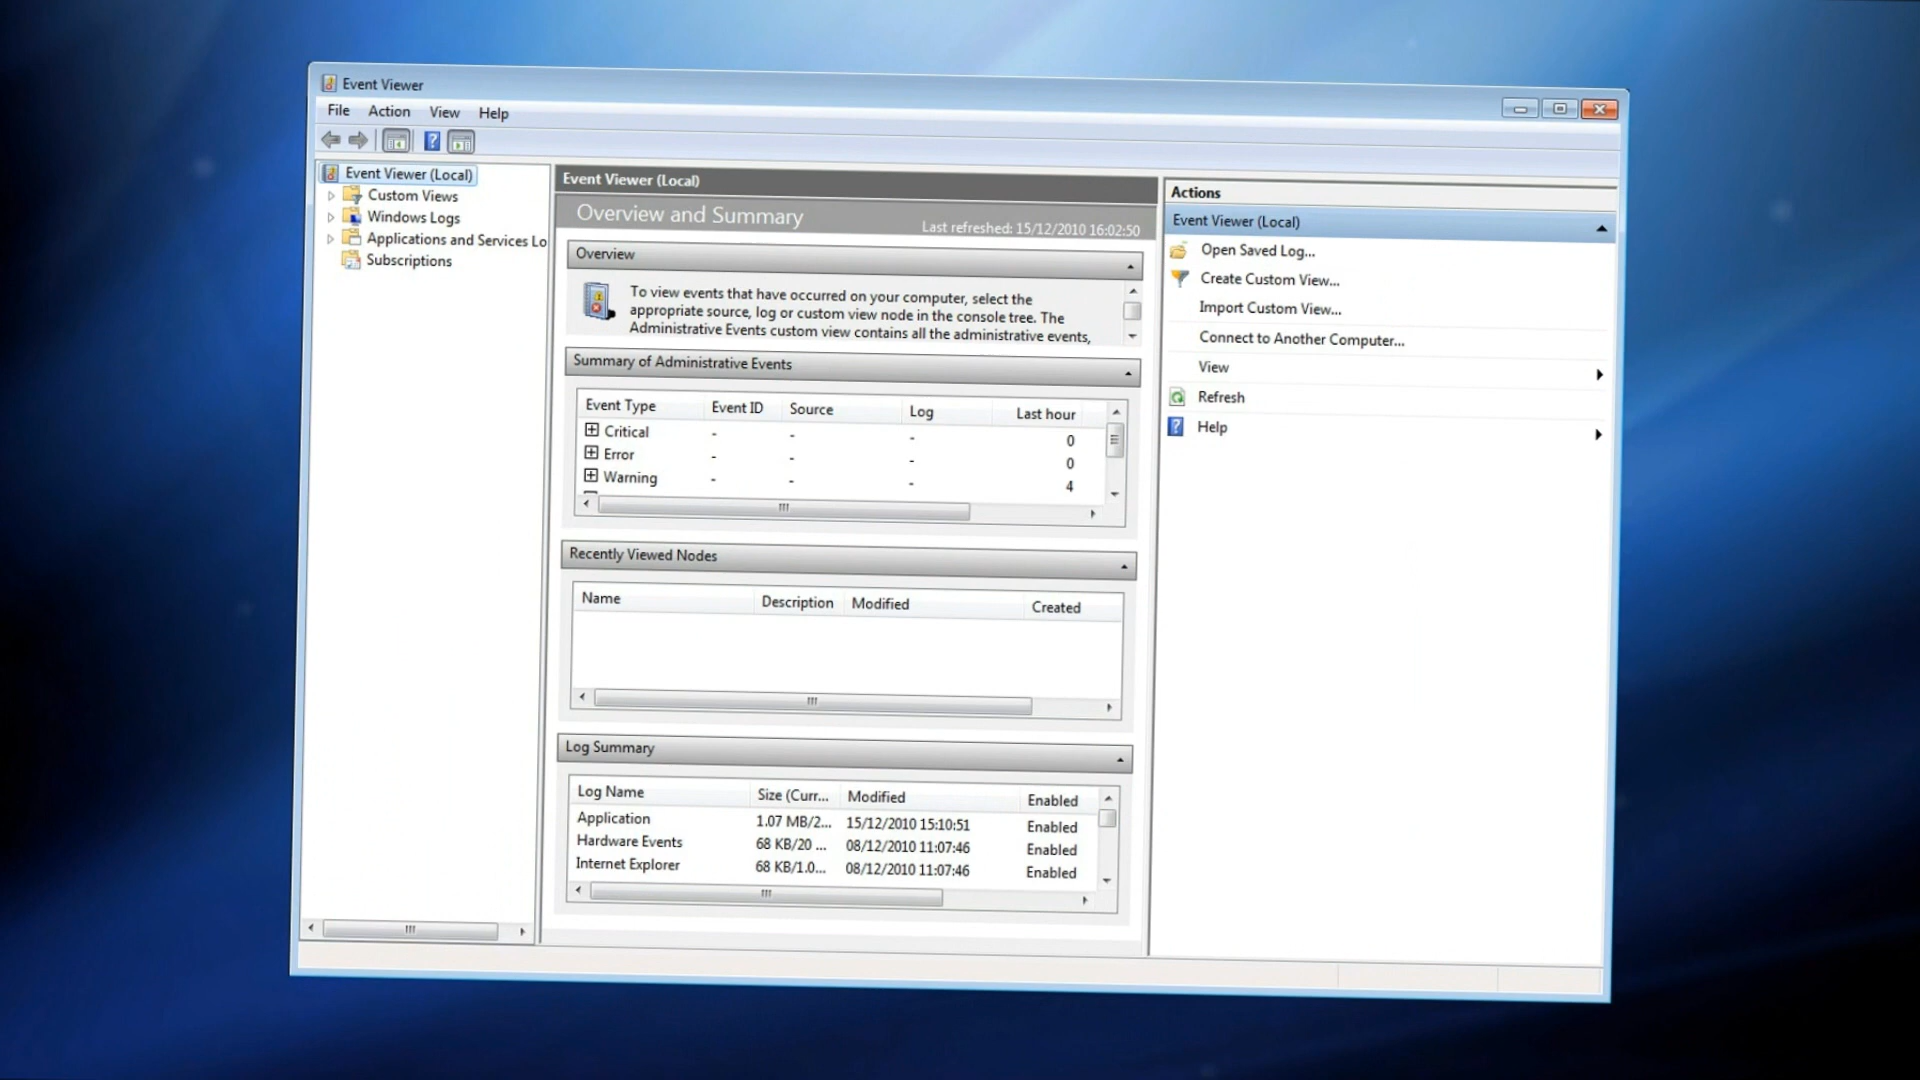 Event Viewer
File Action View Help
Event Viewer (Local)
Custom Views
Windows Logs
Applications and Services Lo
Subscriptions
Event Viewer (Local)
Overview and Summary
Last refreshed: 15/12/2010 16:02:50
Overview
To view events that have occurred on your computer, select the
appropriate source, log or custom view node in the console tree. The
Administrative Events custom view contains all the administrative events,
Summary of Administrative Events
Event Type Event ID Source Log Last hour
Critical - - - 0
Error - - - 0
Warning - - - 4
Recently Viewed Nodes
Name Description Modified Created
Log Summary
Log Name Size (Curr... Modified Enabled
Application 1.07 MB/2... 15/12/2010 15:10:51 Enabled
Hardware Events 68 KB/20 ... 08/12/2010 11:07:46 Enabled
Internet Explorer 68 KB/1.0... 08/12/2010 11:07:46 Enabled
Actions
Event Viewer (Local)
Open Saved Log...
Create Custom View...
Import Custom View...
Connect to Another Computer...
View
Refresh
Help